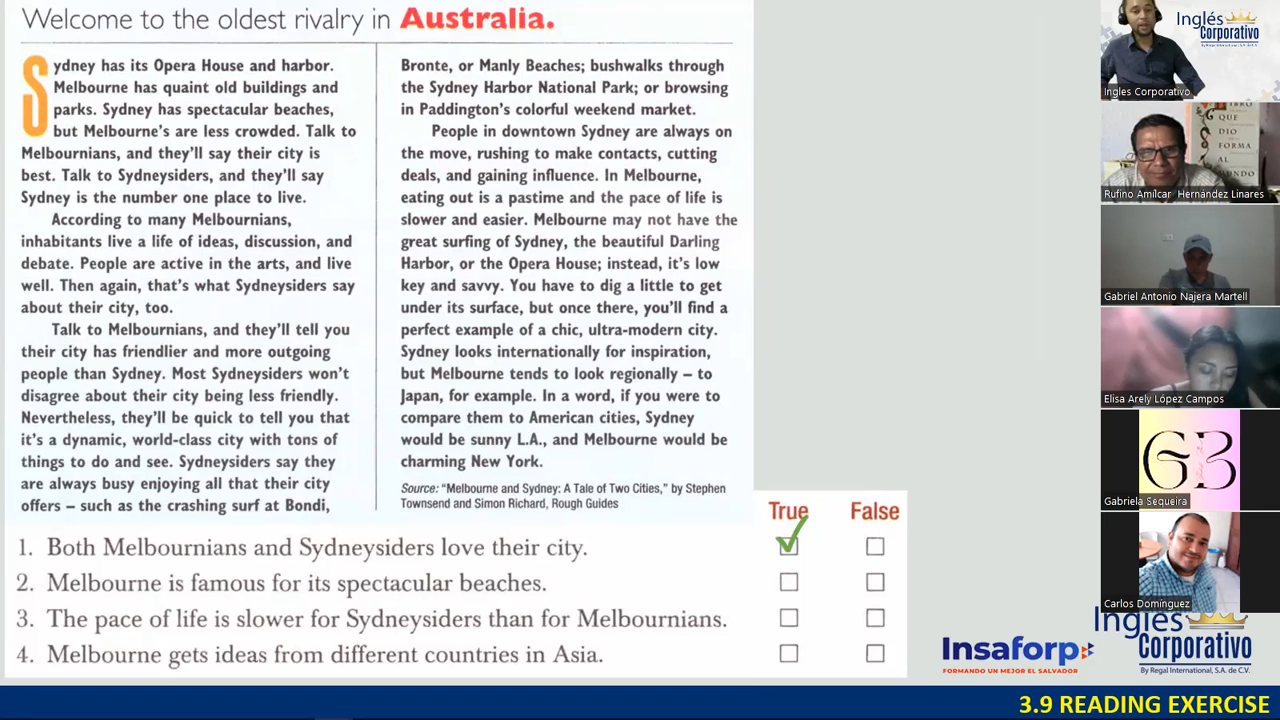 Welcome to the oldest rivalry in Australia.
Sydney has its Opera House and harbor.
Melbourne has quaint old buildings and
parks. Sydney has spectacular beaches,
but Melbourne's are less crowded. Talk to
Melbournians, and they'll say their city is
best. Talk to Sydneysiders, and they'll say
Sydney is the number one place to live.
According to many Melbournians,
inhabitants live a life of ideas, discussion, and
debate. People are active in the arts, and live
well. Then again, that's what Sydneysiders say
about their city, too.
Talk to Melbournians, and they'll tell you
their city has friendlier and more outgoing
people than Sydney. Most Sydneysiders won't
disagree about their city being less friendly.
Nevertheless, they'll be quick to tell you that
it's a dynamic, world-class city with tons of
things to do and see. Sydneysiders say they
are always busy enjoying all that their city
offers – such as the crashing surf at Bondi,
Bronte, or Manly Beaches; bushwalks through
the Sydney Harbor National Park; or browsing
in Paddington's colorful weekend market.
People in downtown Sydney are always on
the move, rushing to make contacts, cutting
deals, and gaining influence. In Melbourne,
eating out is a pastime and the pace of life is
slower and easier. Melbourne may not have the
great surfing of Sydney, the beautiful Darling
Harbor, or the Opera House; instead, it's low
key and savvy. You have to dig a little to get
under its surface, but once there, you'll find a
perfect example of a chic, ultra-modern city.
Sydney looks internationally for inspiration,
but Melbourne tends to look regionally – to
Japan, for example. In a word, if you were to
compare them to American cities, Sydney
would be sunny L.A., and Melbourne would be
charming New York.
Source: "Melbourne and Sydney: A Tale of Two Cities," by Stephen
Townsend and Simon Richard, Rough Guides
True False
1. Both Melbournians and Sydneysiders love their city.
2. Melbourne is famous for its spectacular beaches.
3. The pace of life is slower for Sydneysiders than for Melbournians.
4. Melbourne gets ideas from different countries in Asia.
Inglés
Corporativo
By Regal International, S.A. de C.V.
Ingles Corporativo
QUE
DIO
FORMA
AL
MUNDO
Rufino Amílcar Hernández Linares
Gabriel Antonio Najera Martell
Elisa Arely López Campos
GB
Gabriela Sequeira
Carlos Domínguez
Insaforp
FORMANDO UN MEJOR EL SALVADOR
Inglés
Corporativo
By Regal International, S.A. de C.V.
3.9 READING EXERCISE